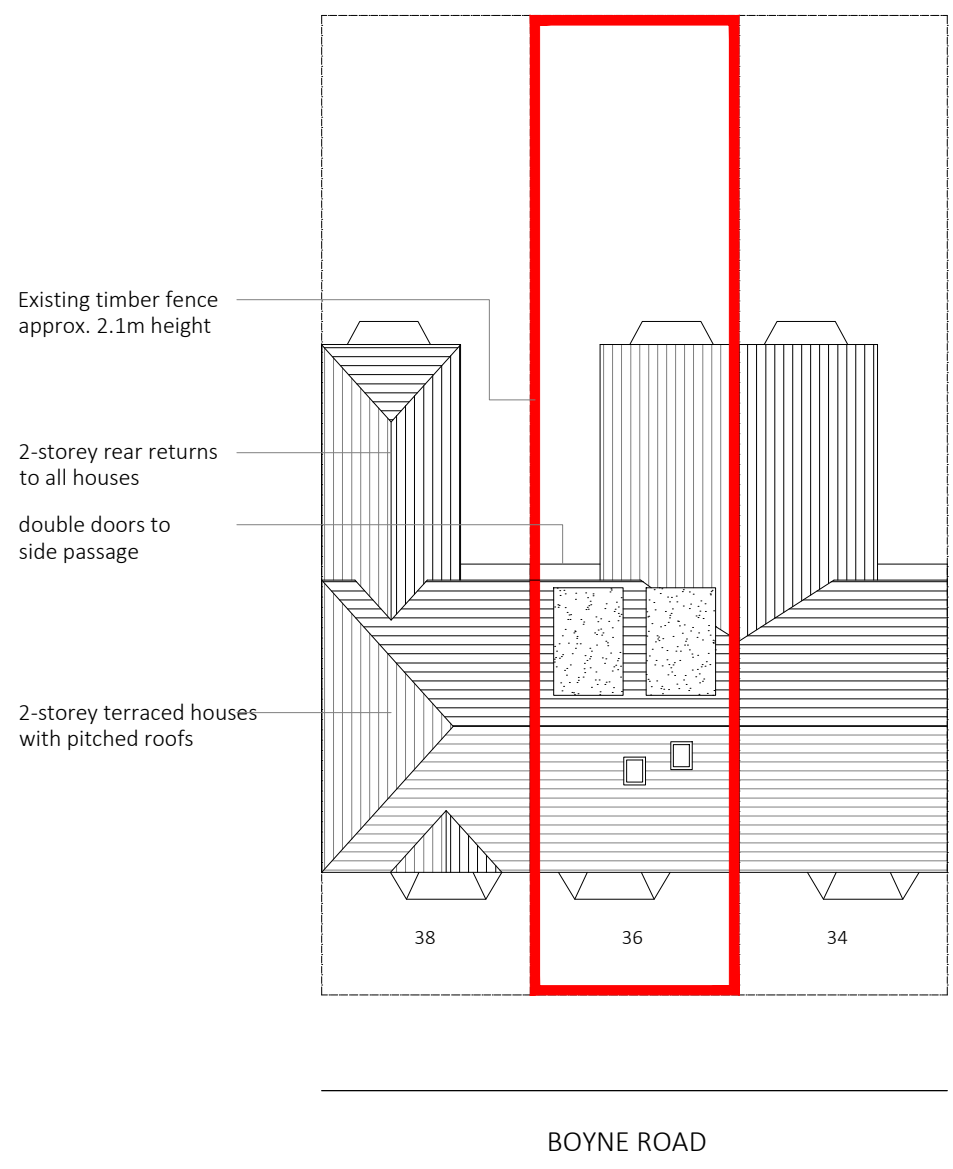 Existing timber fence
approx. 2.1m height
2-storey rear returns
to all houses
double doors to
side passage
2-storey terraced houses
with pitched roofs
38
36
34
BOYNE ROAD